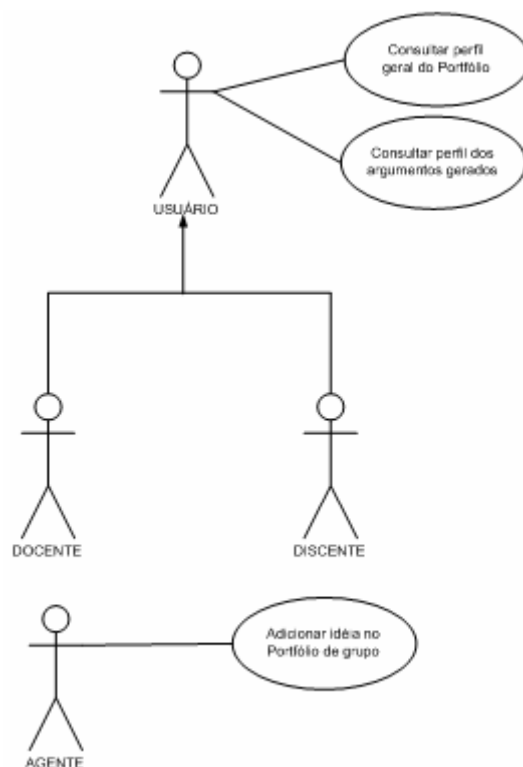 Consultar perfil
geral do Portfólio
Consultar perfil dos
argumentos gerados
USUÁRIO
DOCENTE
DISCENTE
Adicionar idéia no
Portfólio de grupo
AGENTE